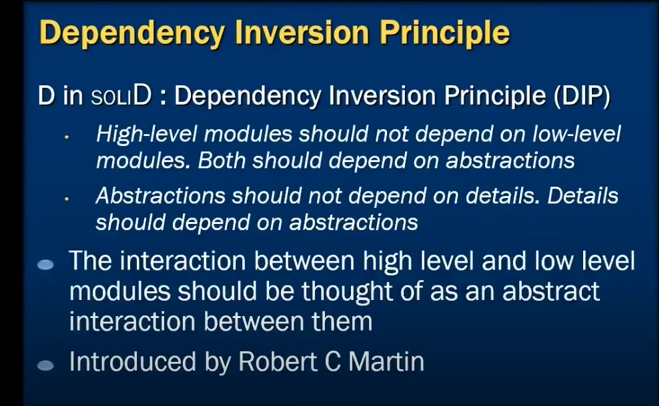 Dependency Inversion Principle
D in SOLID : Dependency Inversion Principle (DIP)
High-level modules should not depend on low-level
modules. Both should depend on abstractions
Abstractions should not depend on details. Details
should depend on abstractions
The interaction between high level and low level
modules should be thought of as an abstract
interaction between them
Introduced by Robert C Martin